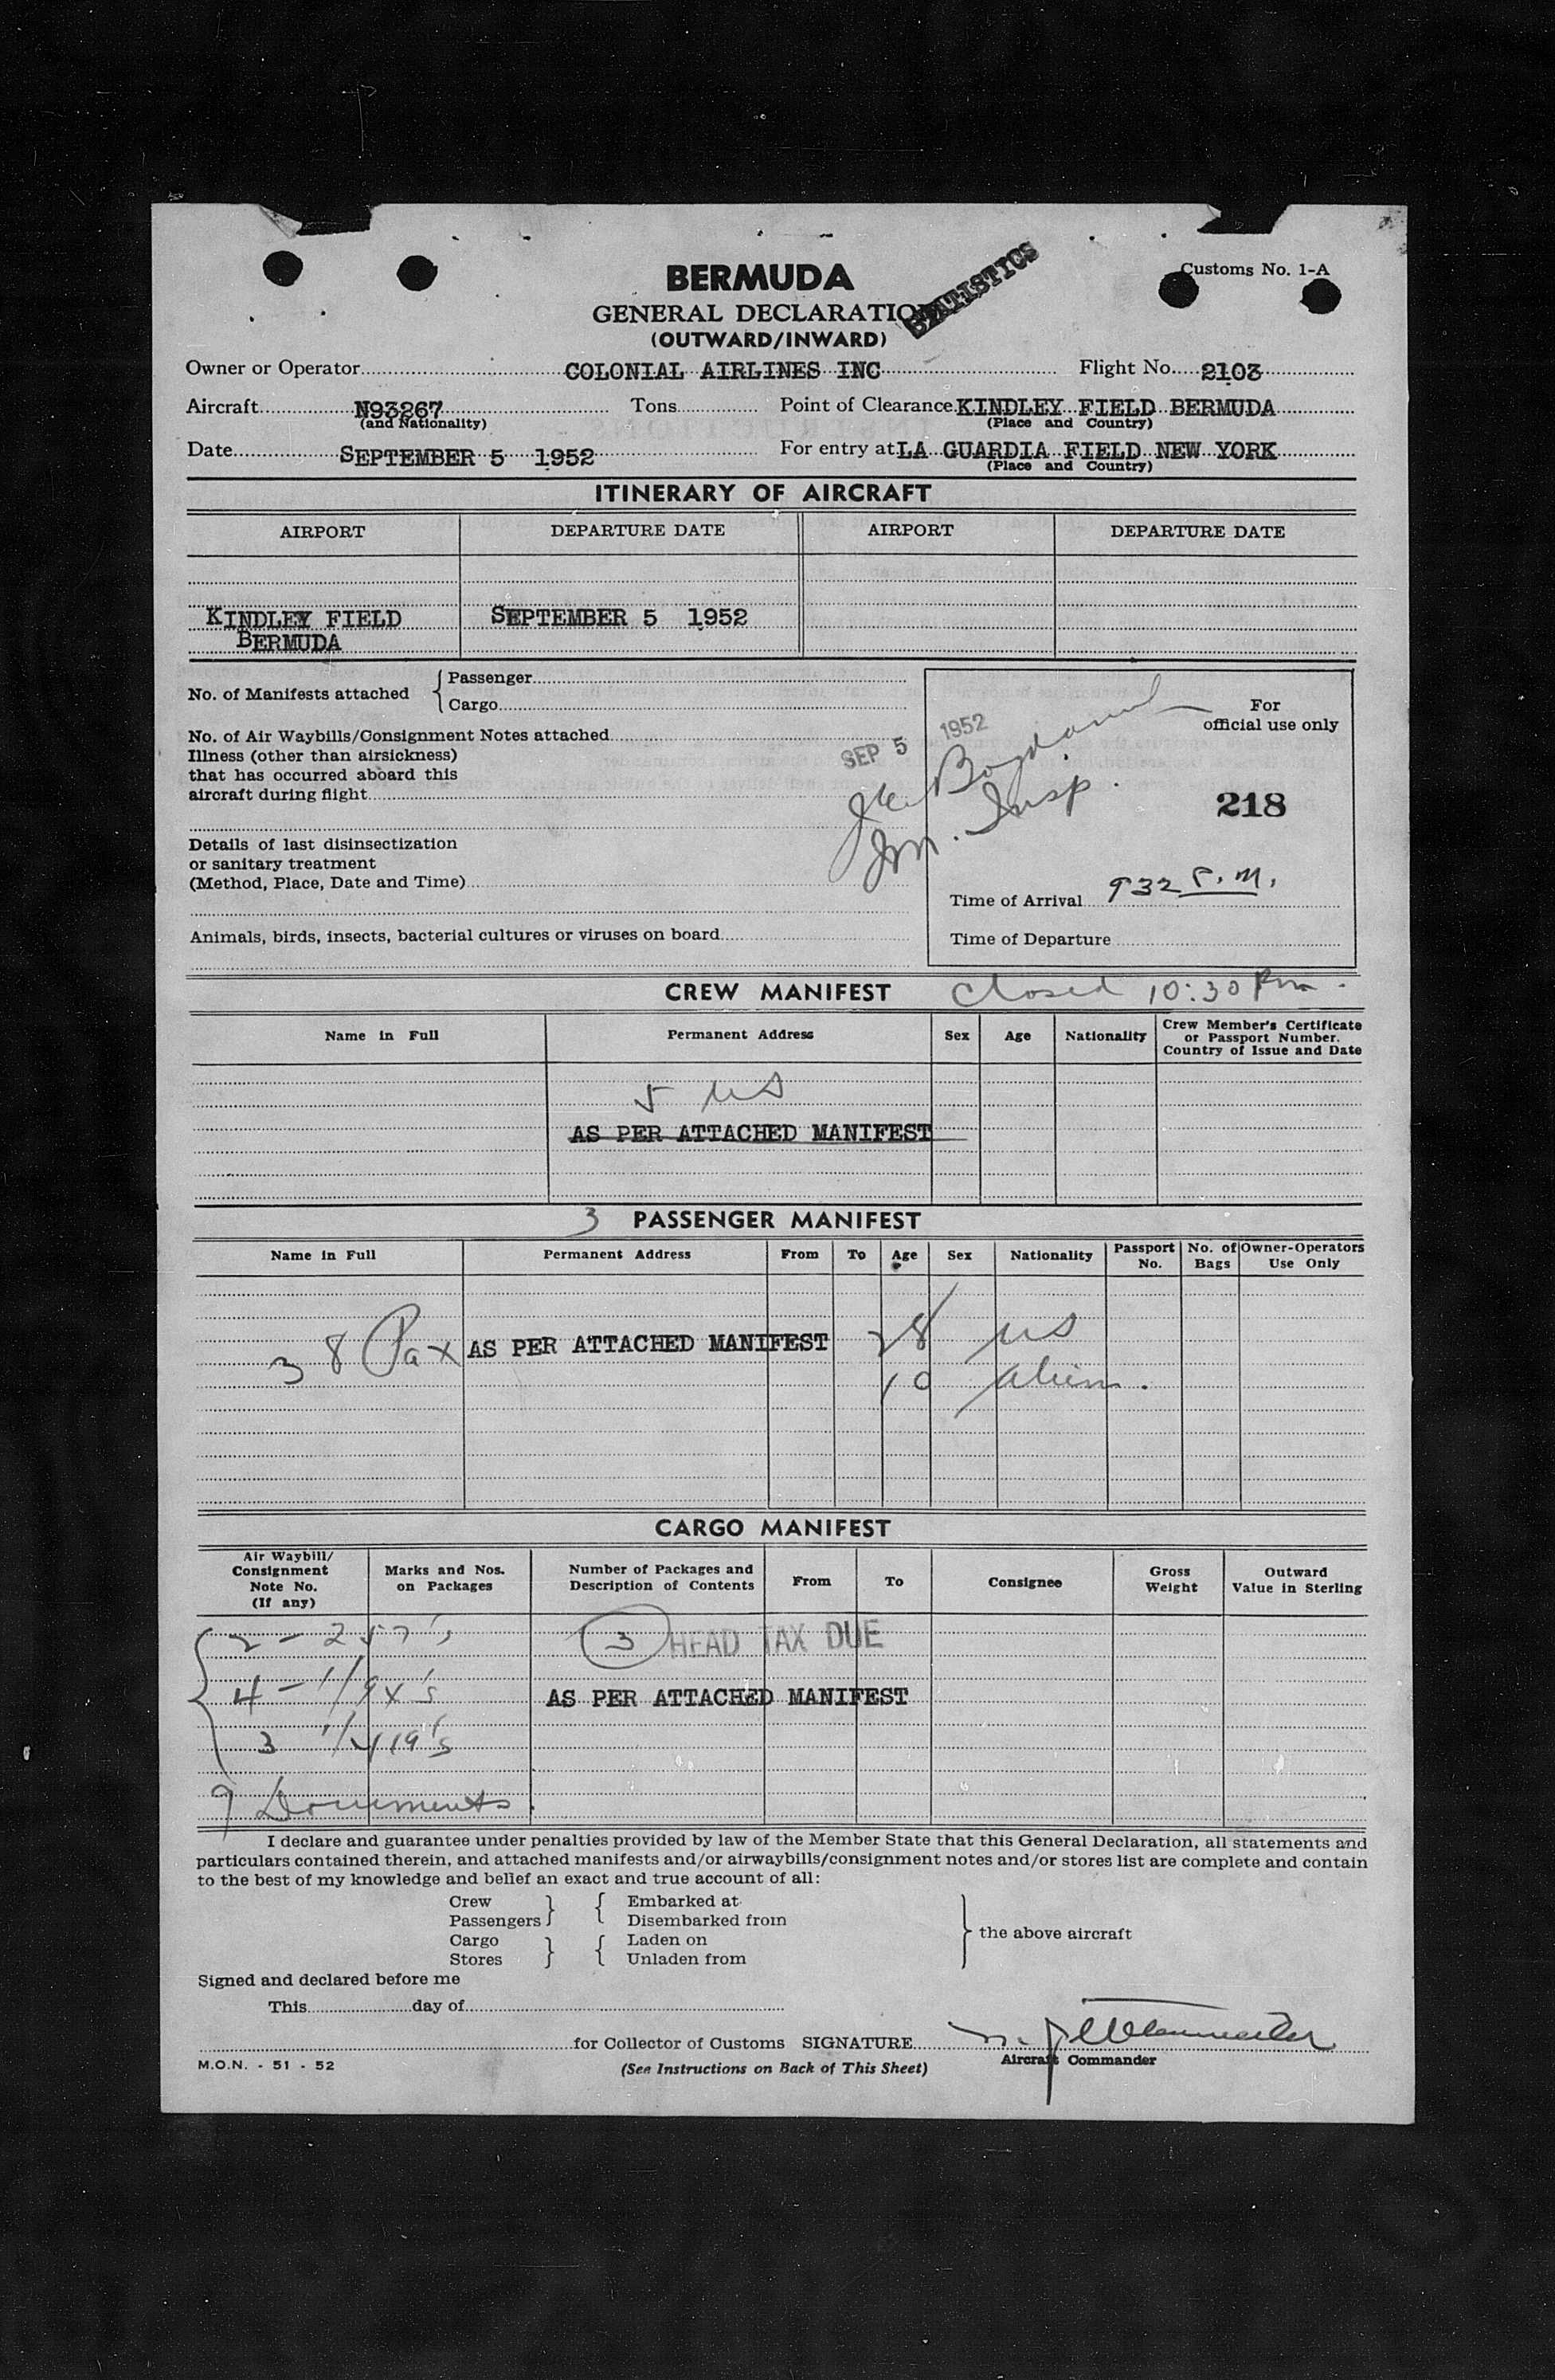 Customs No. 1-A
BERMUDA
STATISTICS
GENERAL DECLARATION
(OUTWARD/INWARD)
Owner or Operator COLONIAL AIRLINES INC Flight No. 2103
Aircraft N93267 Tons Point of Clearance KINDLEY FIELD BERMUDA
(and Nationality) (Place and Country)
Date SEPTEMBER 5 1952 For entry at LA GUARDIA FIELD NEW YORK
(Place and Country)
ITINERARY OF AIRCRAFT
AIRPORT DEPARTURE DATE AIRPORT DEPARTURE DATE
KINDLEY FIELD SEPTEMBER 5 1952
BERMUDA
No. of Manifests attached { Passenger
Cargo
For
official use only
No. of Air Waybills/Consignment Notes attached
SEP 5 1952
Illness (other than airsickness)
that has occurred aboard this
aircraft during flight
Imm. Insp.
218
Details of last disinsectization
or sanitary treatment
(Method, Place, Date and Time)
Time of Arrival 932 P.M.
Animals, birds, insects, bacterial cultures or viruses on board
Time of Departure
CREW MANIFEST Closed 10:30 Pm.
Name in Full Permanent Address Sex Age Nationality Crew Member's Certificate
or Passport Number.
Country of Issue and Date
5 US
AS PER ATTACHED MANIFEST
3 PASSENGER MANIFEST
Name in Full Permanent Address From To Age Sex Nationality Passport No. No. of Bags Owner-Operators Use Only
38 Pax AS PER ATTACHED MANIFEST 28 US
10 Alien.
CARGO MANIFEST
Air Waybill/
Consignment
Note No.
(If any)
Marks and Nos.
on Packages
Number of Packages and
Description of Contents
From To Consignee
Gross
Weight
Outward
Value in Sterling
2 - 257's 3 HEAD TAX DUE
4 -
AS PER ATTACHED MANIFEST
3
9 Documents.
I declare and guarantee under penalties provided by law of the Member State that this General Declaration, all statements and
particulars contained therein, and attached manifests and/or airwaybills/consignment notes and/or stores list are complete and contain
to the best of my knowledge and belief an exact and true account of all:
Crew } { Embarked at
Passengers Disembarked from
Cargo } { Laden on
Stores Unladen from
} the above aircraft
Signed and declared before me
This day of
for Collector of Customs SIGNATURE
M.O.N. - 51 - 52
(See Instructions on Back of This Sheet)
Aircraft Commander